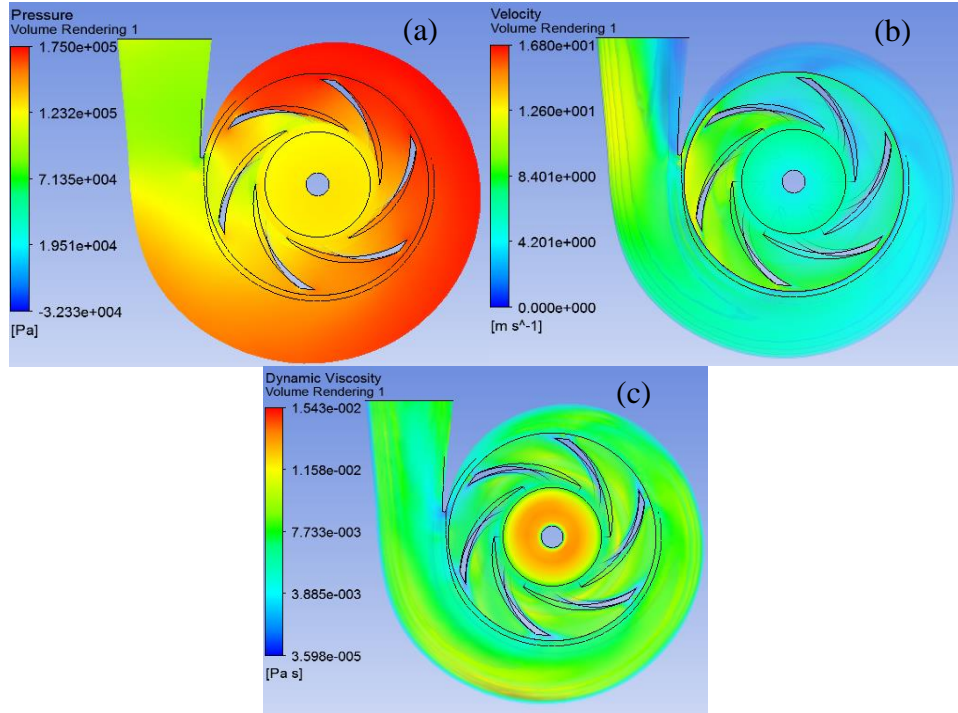 Pressure
Volume Rendering 1
(a)
1.750e+005
1.232e+005
7.135e+004
1.951e+004
-3.233e+004
[Pa]
Velocity
Volume Rendering 1
(b)
1.680e+001
1.260e+001
8.401e+000
4.201e+000
0.000e+000
[m s^-1]
Dynamic Viscosity
Volume Rendering 1
(c)
1.543e-002
1.158e-002
7.733e-003
3.885e-003
3.598e-005
[Pa s]